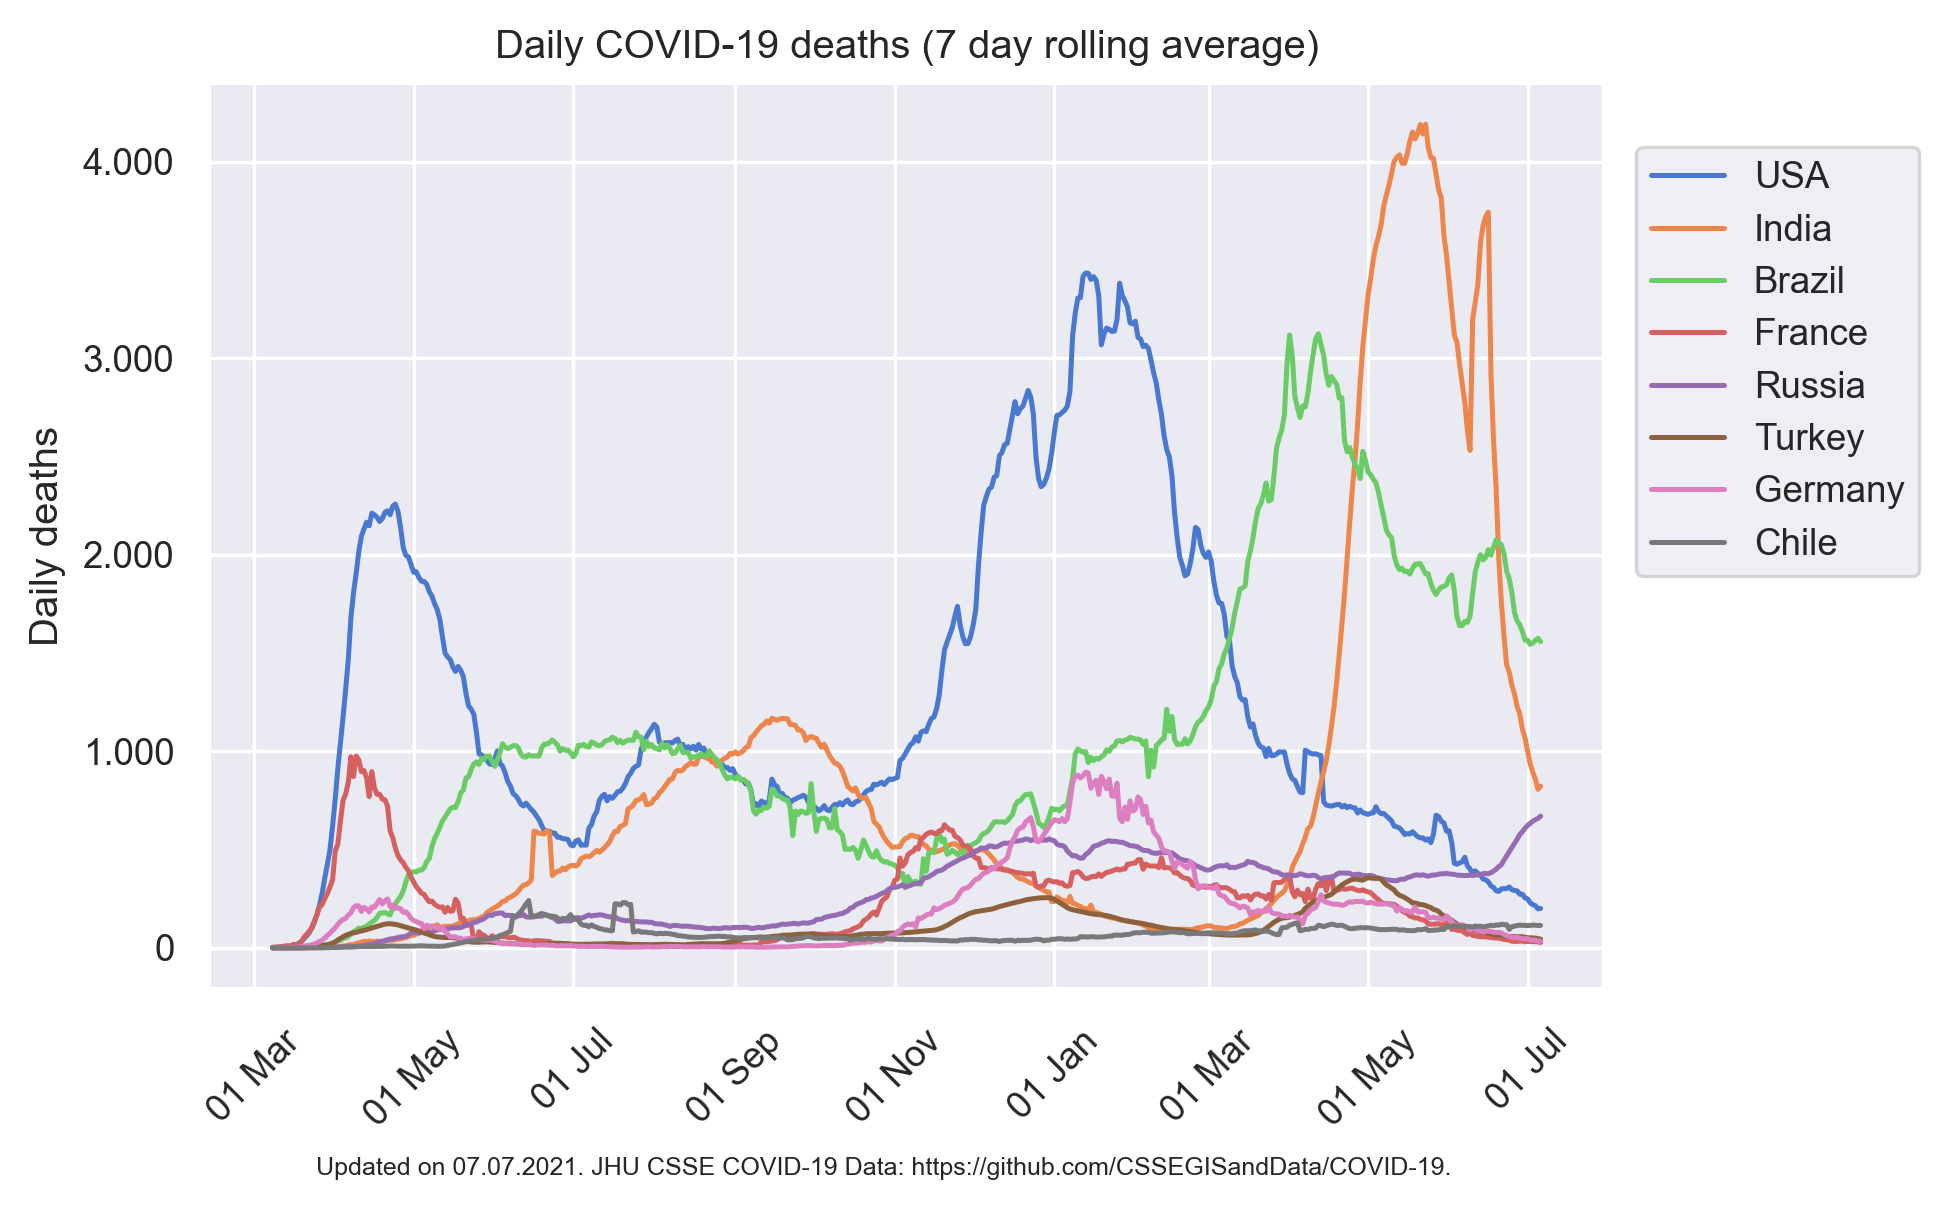 Daily COVID-19 deaths (7 day rolling average)
4.000
3.000
2.000
1.000
0
Daily deaths
USA
India
Brazil
France
Russia
Turkey
Germany
Chile
01 Mar
01 May
01 Jul
01 Sep
01 Nov
01 Jan
01 Mar
01 May
01 Jul
Updated on 07.07.2021. JHU CSSE COVID-19 Data: https://github.com/CSSEGISandData/COVID-19.